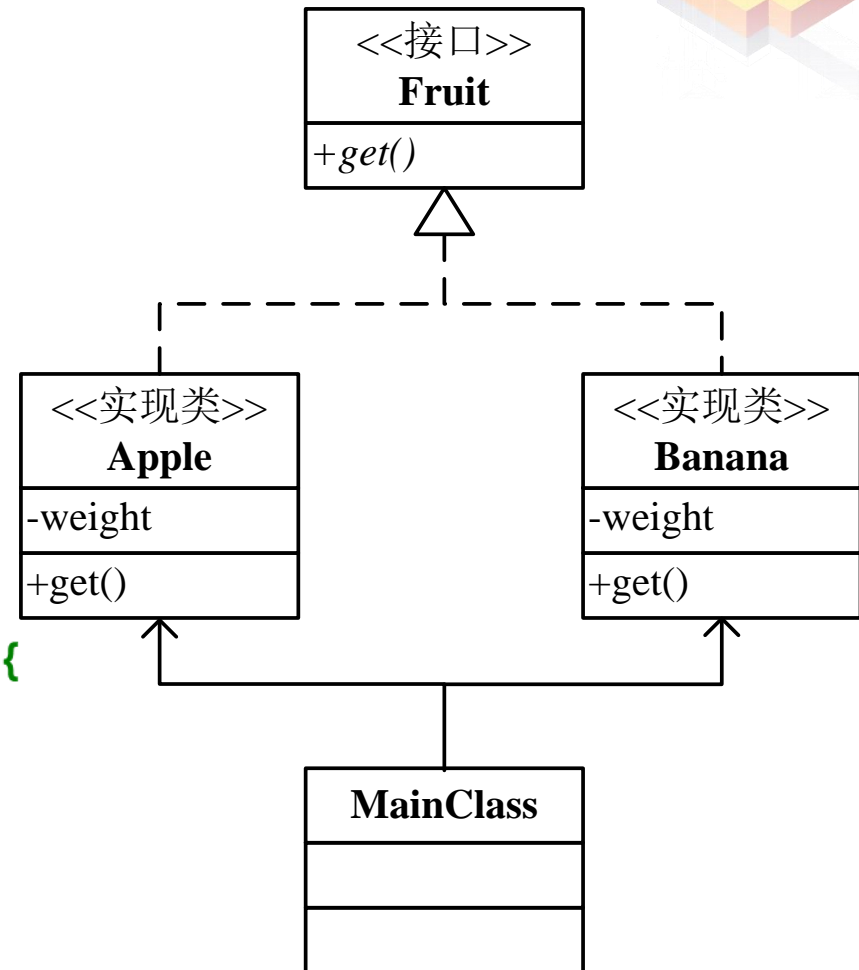 <<接口>>
Fruit
+get()
<<实现类>>
Apple
-weight
+get()
<<实现类>>
Banana
-weight
+get()
{
MainClass